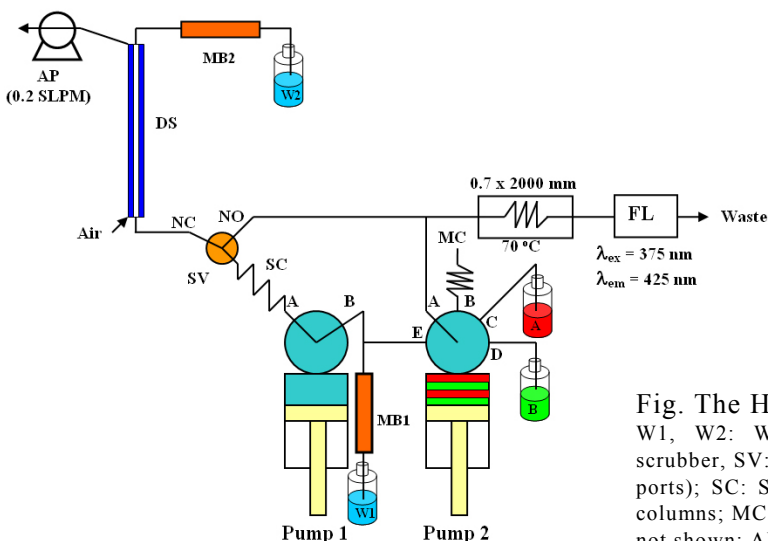 AP
(0.2 SLPM)
MB2
W2
DS
Air
NC
NO
SV
SC
0.7 x 2000 mm
70 °C
FL
Waste
λex = 375 nm
λem = 425 nm
MC
A
B
A
B
C
D
E
A
B
MB1
W1
Pump 1
Pump 2
Fig. The H
W1, W2: W
scrubber, SV:
ports); SC: S
columns; MC